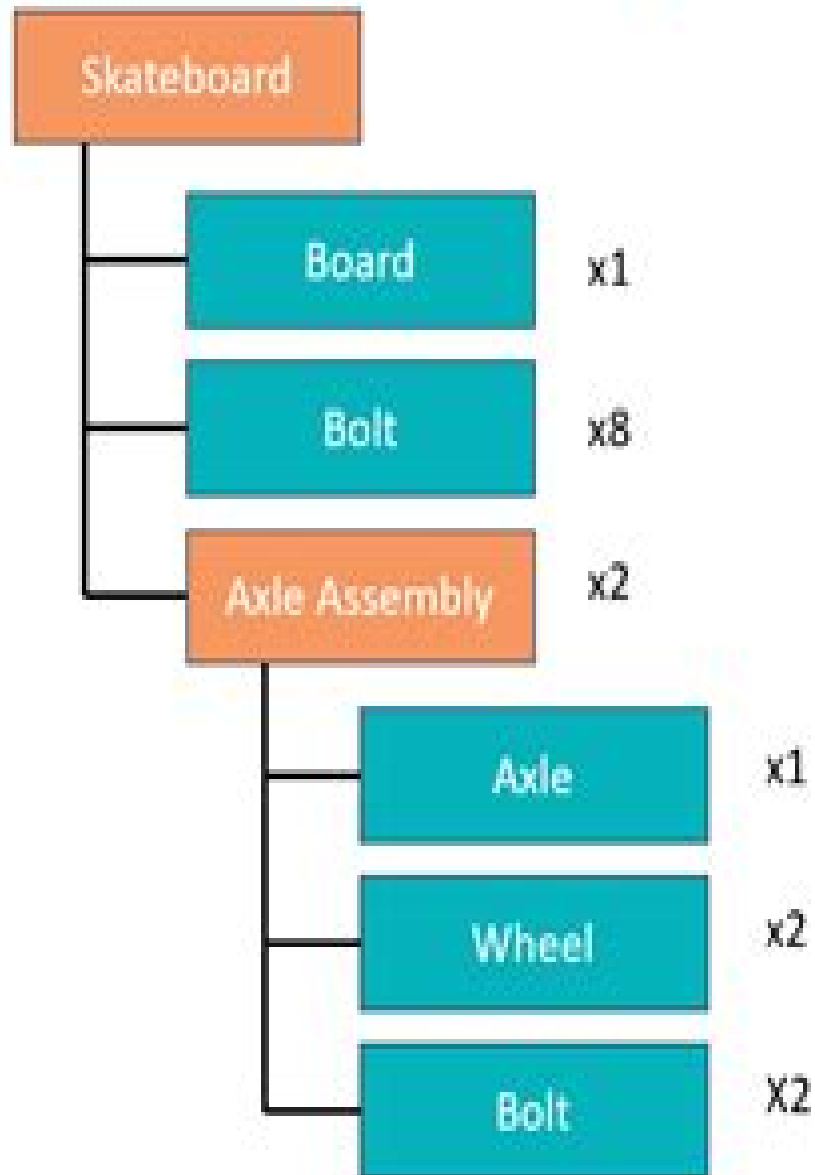 Skateboard
Board x1
Bolt x8
Axle Assembly x2
Axle x1
Wheel x2
Bolt X2